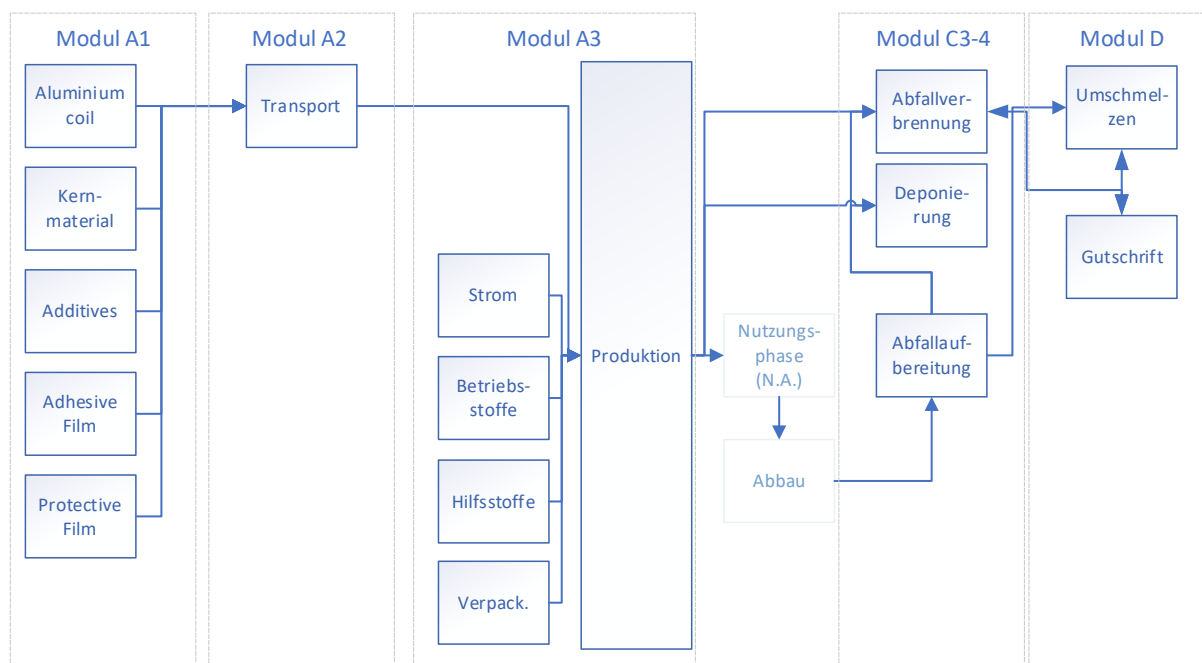 Modul A1
Aluminium
coil
Kern-
material
Additives
Adhesive
Film
Protective
Film
Modul A2
Transport
Modul A3
Strom
Betriebs-
stoffe
Hilfsstoffe
Verpack.
Produktion
Nutzungs-
phase
(N.A.)
Abbau
Modul C3-4
Abfallver-
brennung
Deponie-
rung
Abfallauf-
bereitung
Modul D
Umschmel-
zen
Gutschrift